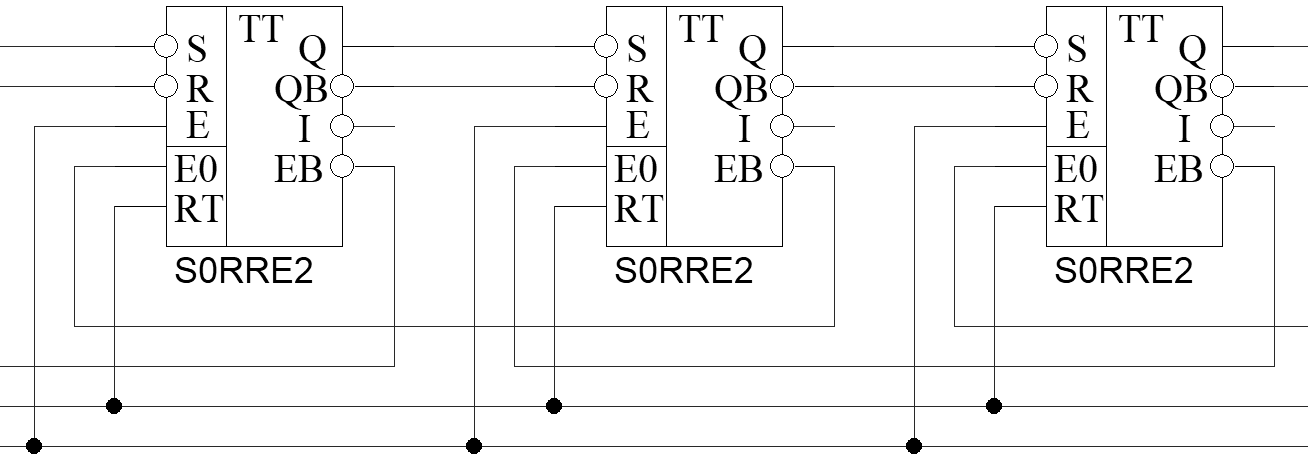 TT TT TT
S Q S Q S Q
R QB R QB R QB
E I E I E I
E0 EB E0 EB E0 EB
RT RT RT
S0RRE2 S0RRE2 S0RRE2